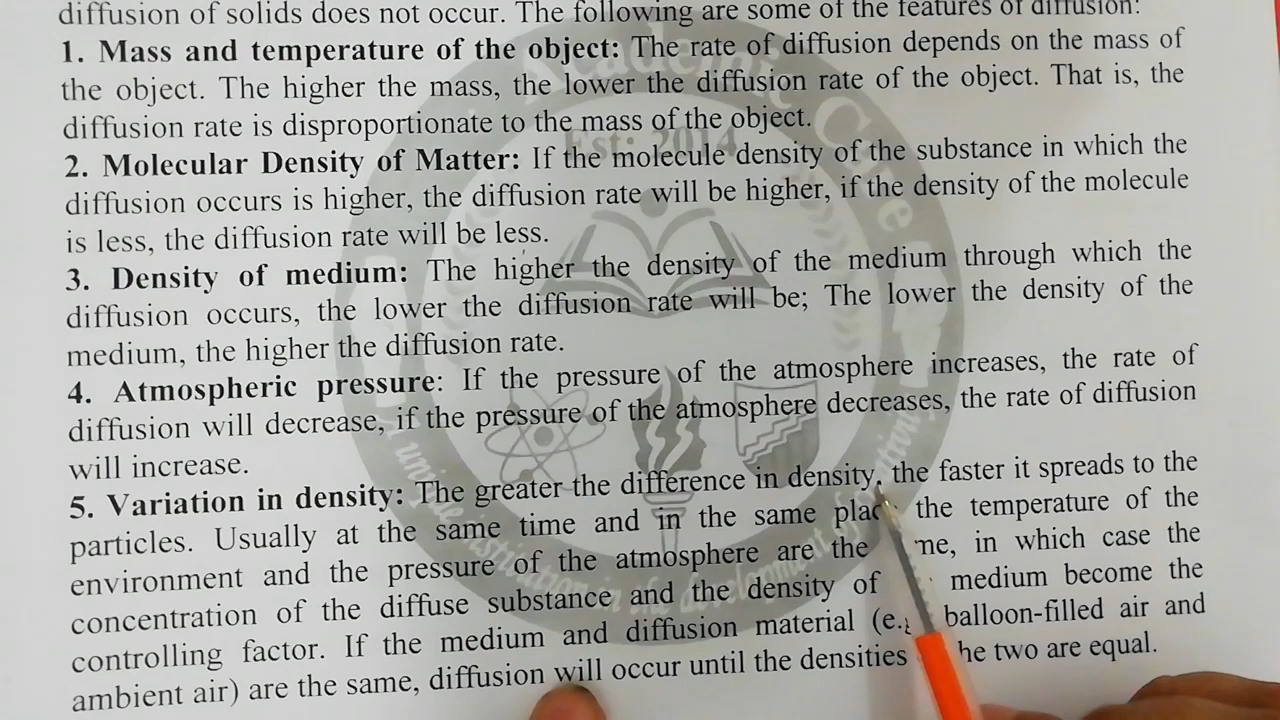 diffusion of solids does not occur. The following are some of the features of diffusion:
1. Mass and temperature of the object: The rate of diffusion depends on the mass of
the object. The higher the mass, the lower the diffusion rate of the object. That is, the
diffusion rate is disproportionate to the mass of the object.
2. Molecular Density of Matter: If the molecule density of the substance in which the
diffusion occurs is higher, the diffusion rate will be higher, if the density of the molecule
is less, the diffusion rate will be less.
3. Density of medium: The higher the density of the medium through which the
diffusion occurs, the lower the diffusion rate will be; The lower the density of the
medium, the higher the diffusion rate.
4. Atmospheric pressure: If the pressure of the atmosphere increases, the rate of
diffusion will decrease, if the pressure of the atmosphere decreases, the rate of diffusion
will increase.
5. Variation in density: The greater the difference in density, the faster it spreads to the
particles. Usually at the same time and in the same the temperature of the
environment and the pressure of the atmosphere are the in which case the
concentration of the diffuse substance and the density of medium become the
controlling factor. If the medium and diffusion material balloon-filled air and
ambient air) are the same, diffusion will occur until the densities the two are equal.
Academic Care
Est: 2014